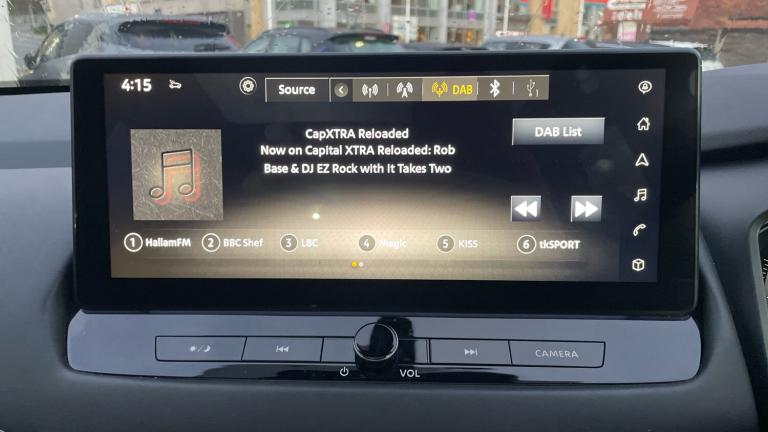 4:15
Source
DAB
1
CapXTRA Reloaded
Now on Capital XTRA Reloaded: Rob
Base & DJ EZ Rock with It Takes Two
DAB List
1 HallamFM 2 BBC Shef 3 LBC 4 Magic 5 KISS 6 tkSPORT
CAMERA
VOL